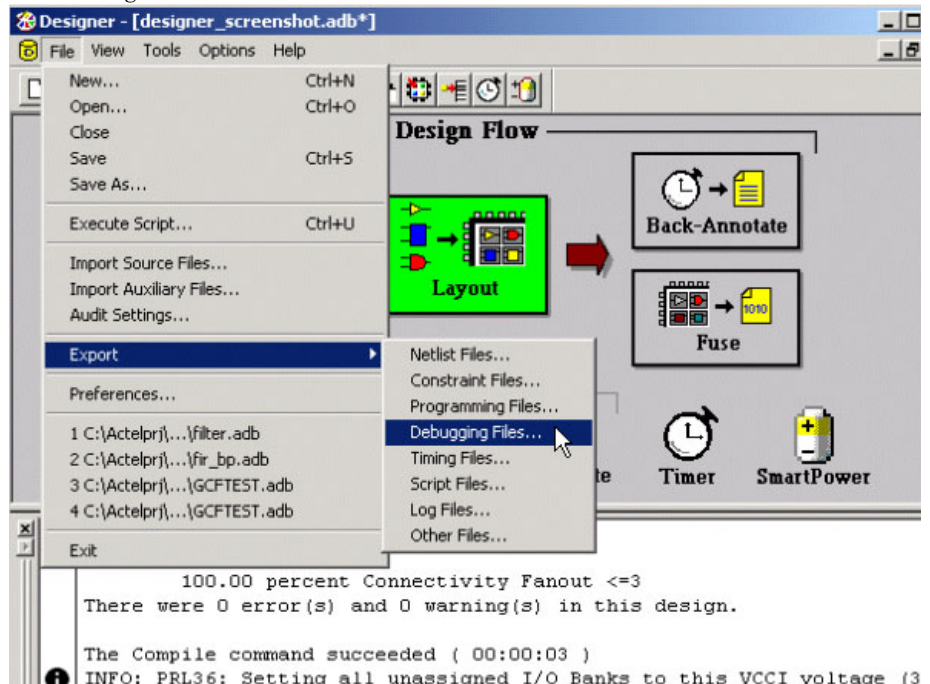 Designer - [designer_screenshot.adb*]
File View Tools Options Help
New... Ctrl+N
Open... Ctrl+O
Close
Save Ctrl+S
Save As...
Execute Script... Ctrl+U
Import Source Files...
Import Auxiliary Files...
Audit Settings...
Export
Preferences...
1 C:\Actelprj\...\filter.adb
2 C:\Actelprj\...\fir_bp.adb
3 C:\Actelprj\...\GCFTEST.adb
4 C:\Actelprj\...\GCFTEST.adb
Exit
Netlist Files...
Constraint Files...
Programming Files...
Debugging Files...
Timing Files...
Script Files...
Log Files...
Other Files...
Design Flow
Layout
Back-Annotate
1010
Fuse
te
Timer
SmartPower
100.00 percent Connectivity Fanout <=3
There were 0 error(s) and 0 warning(s) in this design.
The Compile command succeeded ( 00:00:03 )
INFO: PRL36: Setting all unassigned I/O Banks to this VCCI voltage (3